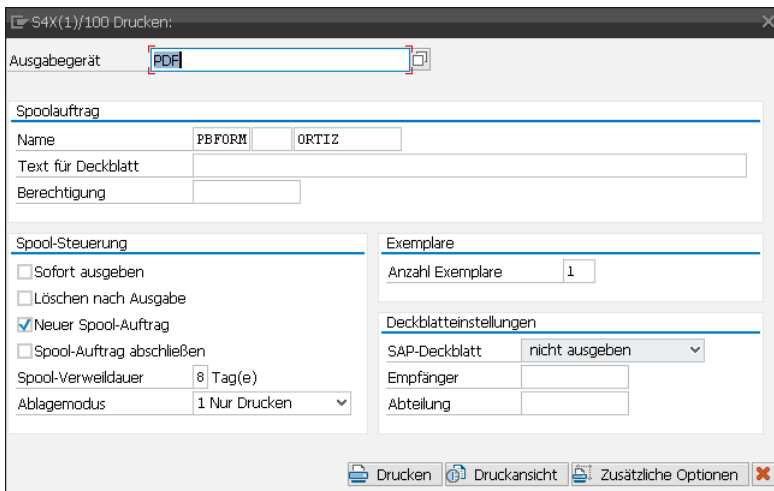 S4X(1)/100 Drucken:
Ausgabegerät PDF
Spoolauftrag
Name PBFORM ORTIZ
Text für Deckblatt
Berechtigung
Spool-Steuerung
Sofort ausgeben
Löschen nach Ausgabe
Neuer Spool-Auftrag
Spool-Auftrag abschließen
Spool-Verweildauer 8 Tag(e)
Ablagemodus 1 Nur Drucken
Exemplare
Anzahl Exemplare 1
Deckblatteinstellungen
SAP-Deckblatt nicht ausgeben
Empfänger
Abteilung
Drucken Druckansicht Zusätzliche Optionen